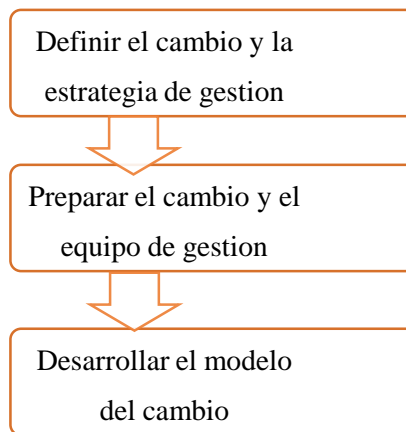 Definir el cambio y la
estrategia de gestion
Preparar el cambio y el
equipo de gestion
Desarrollar el modelo
del cambio